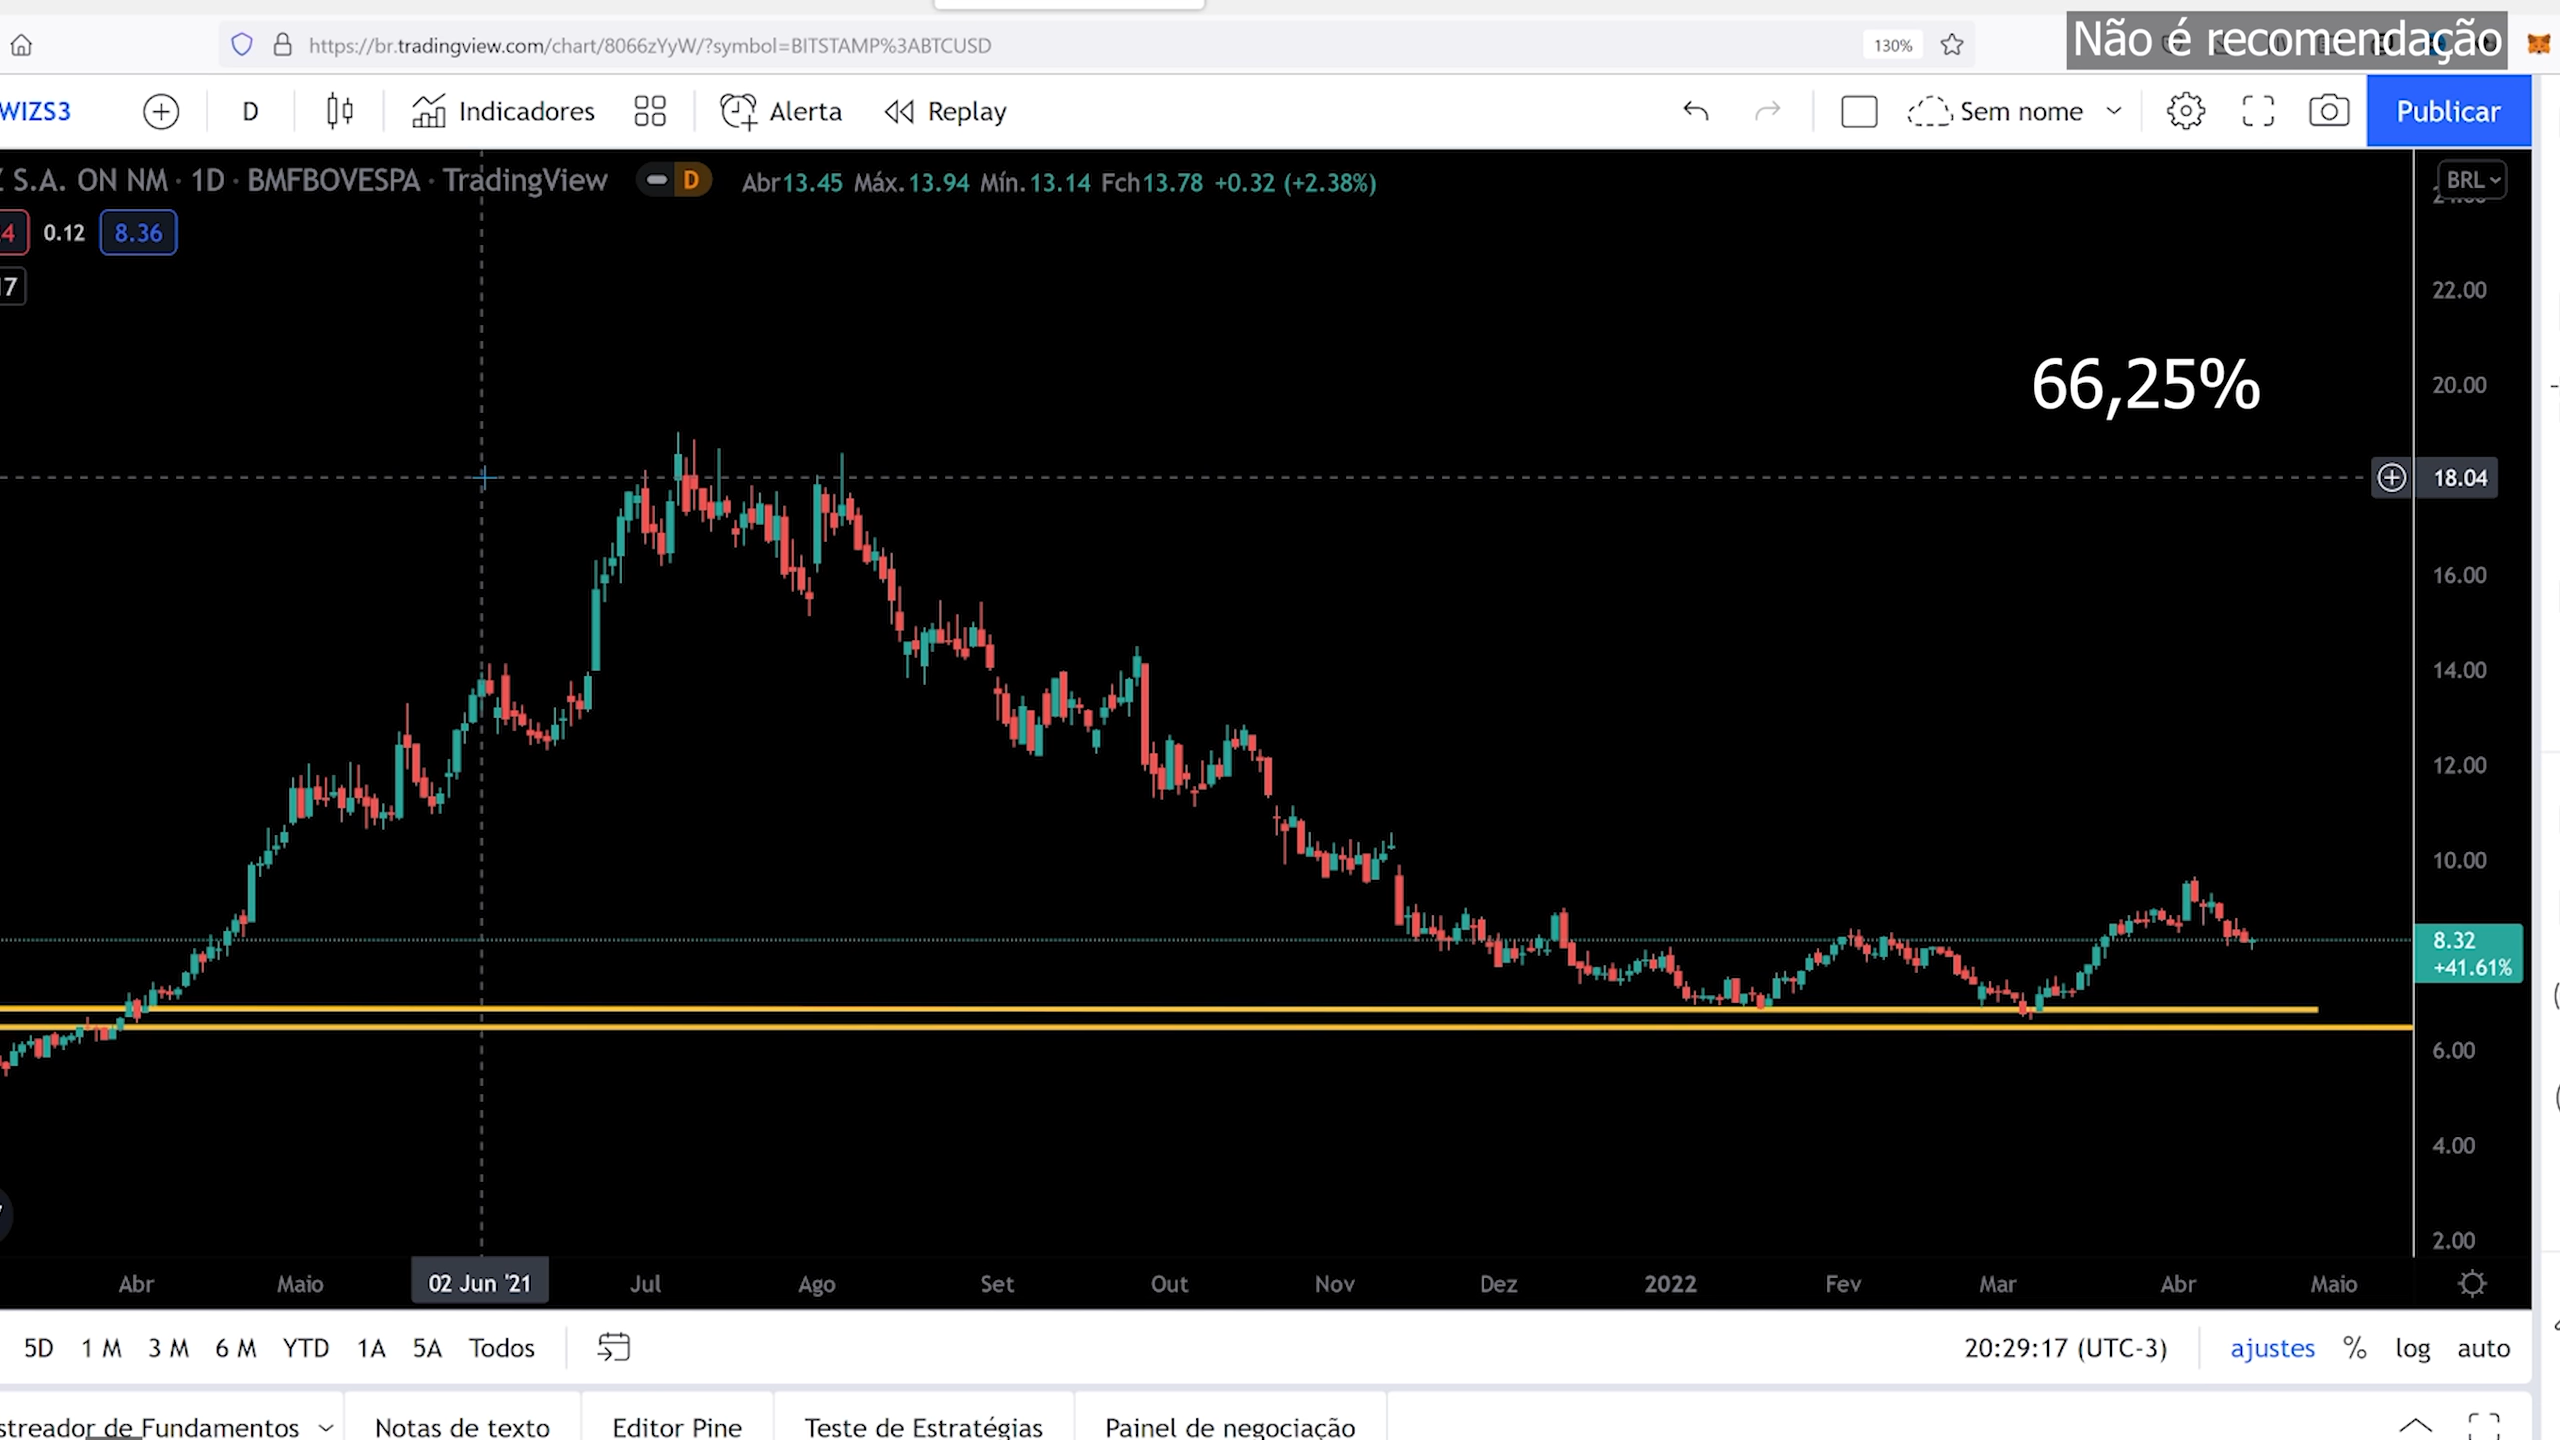 https://br.tradingview.com/chart/8066zYyW/?symbol=BITSTAMP%3ABTCUSD
130%
Não é recomendação
WIZS3
D
Indicadores
Alerta
Replay
Sem nome
Publicar
S.A. ON NM · 1D · BMFBOVESPA · TradingView
D
Abr13.45 Máx.13.94 Mín.13.14 Fch13.78 +0.32 (+2.38%)
BRL
4
0.12
8.36
17
22.00
66,25%
20.00
18.04
16.00
14.00
12.00
10.00
8.32
+41.61%
6.00
4.00
2.00
Abr
Maio
02 Jun '21
Jul
Ago
Set
Out
Nov
Dez
2022
Fev
Mar
Abr
Maio
5D
1 M
3 M
6 M
YTD
1A
5A
Todos
20:29:17 (UTC-3)
ajustes
%
log
auto
streador de Fundamentos
Notas de texto
Editor Pine
Teste de Estratégias
Painel de negociação